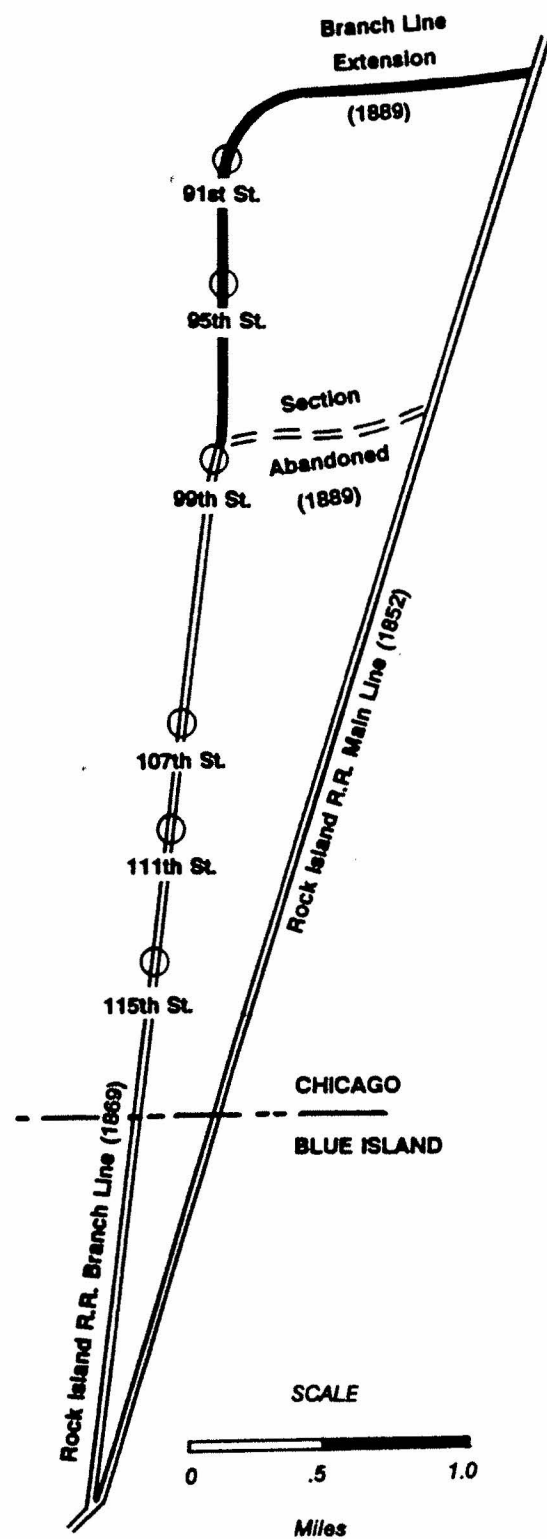 Branch Line
Extension
(1889)
91st St.
95th St.
Section
Abandoned
(1889)
99th St.
Rock Island R.R. Main Line (1852)
107th St.
111th St.
115th St.
CHICAGO
BLUE ISLAND
Rock Island R.R. Branch Line (1869)
SCALE
0 .5 1.0
Miles